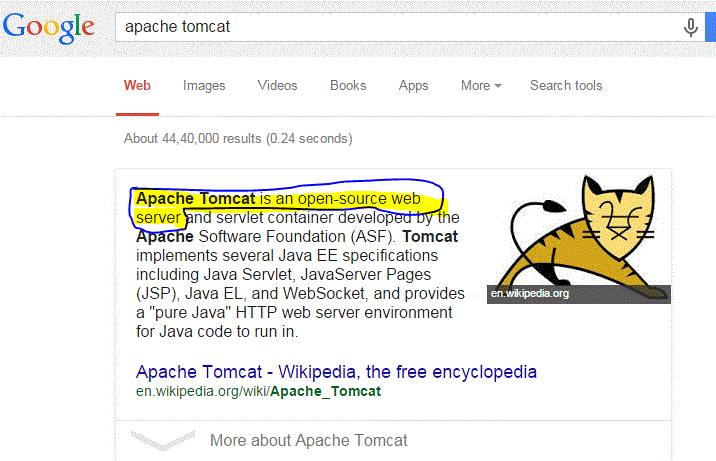 Google apache tomcat
Web Images Videos Books Apps More Search tools
About 44,40,000 results (0.24 seconds)
Apache Tomcat is an open-source web
server and servlet container developed by the
Apache Software Foundation (ASF). Tomcat
implements several Java EE specifications
including Java Servlet, JavaServer Pages
(JSP), Java EL, and WebSocket, and provides
a "pure Java" HTTP web server environment
for Java code to run in.
en.wikipedia.org
Apache Tomcat - Wikipedia, the free encyclopedia
en.wikipedia.org/wiki/Apache_Tomcat
More about Apache Tomcat